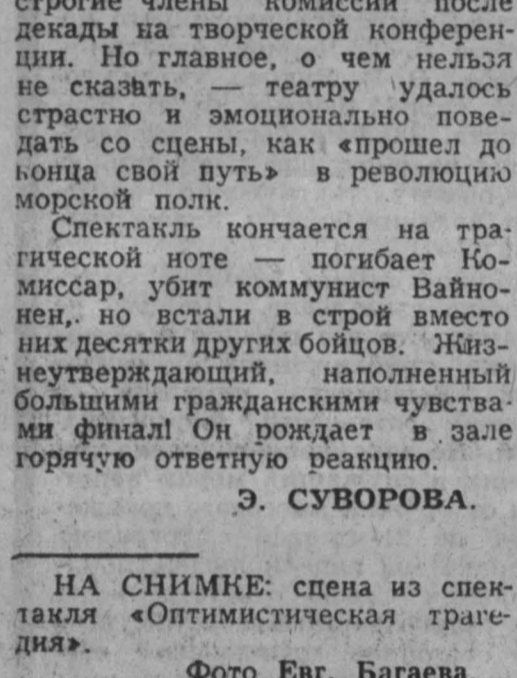 строгие члены комиссии после
декады на творческой конферен-
ции. Но главное, о чем нельзя
не сказать, — театру удалось
страстно и эмоционально пове-
дать со сцены, как «прошел до
конца свой путь» в революцию
морской полк.
Спектакль кончается на тра-
гической ноте — погибает Ко-
миссар, убит коммунист Вайно-
нен, но встали в строй вместо
них десятки других бойцов. Жиз-
неутверждающий, наполненный
большими гражданскими чувства-
ми финал! Он рождает в зале
горячую ответную реакцию.
Э. СУВОРОВА.
НА СНИМКЕ: сцена из спек-
такля «Оптимистическая траге-
дия».
Фото Евг. Багаева.